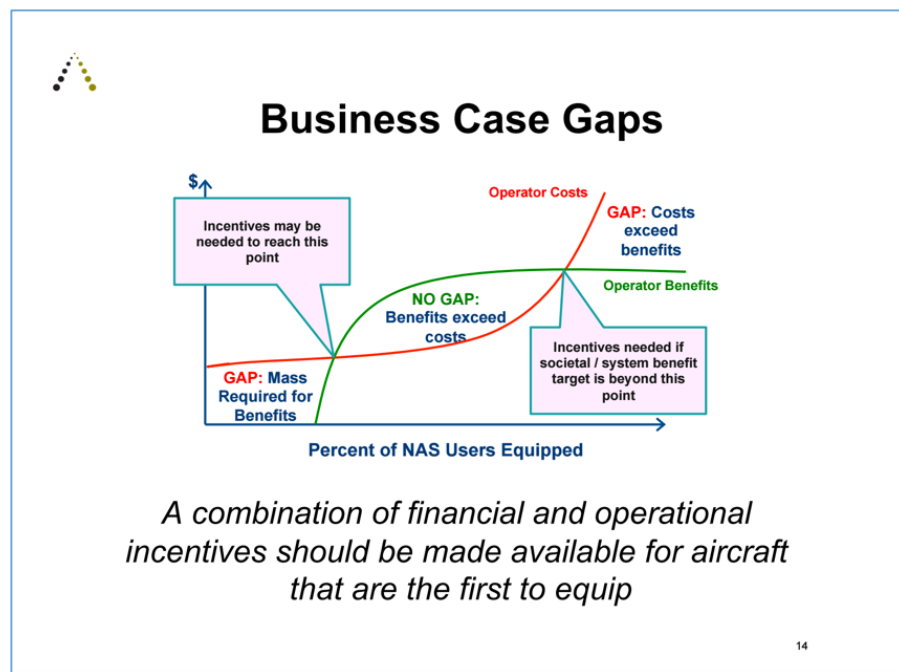 Business Case Gaps
$
Operator Costs
Incentives may be
needed to reach this
point
GAP: Costs
exceed
benefits
NO GAP:
Benefits exceed
costs
Operator Benefits
GAP: Mass
Required for
Benefits
Incentives needed if
societal / system benefit
target is beyond this
point
Percent of NAS Users Equipped
A combination of financial and operational
incentives should be made available for aircraft
that are the first to equip
14